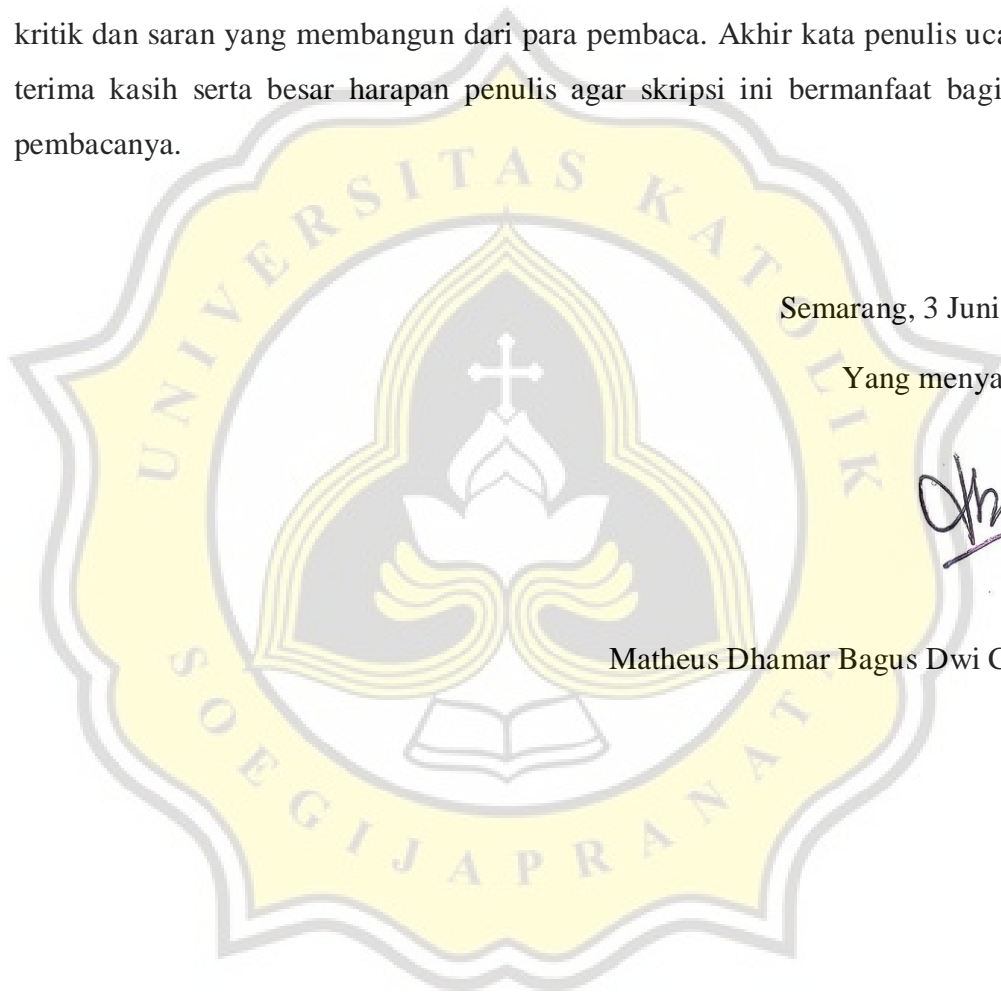 kritik dan saran yang membangun dari para pembaca. Akhir kata penulis uca
terima kasih serta besar harapan penulis agar skripsi ini bermanfaat bagi
pembacanya.
UNIVERSITAS KATOLIK
Semarang, 3 Juni
Yang menya
Matheus Dhamar Bagus Dwi C
SOEGIJAPRANATA